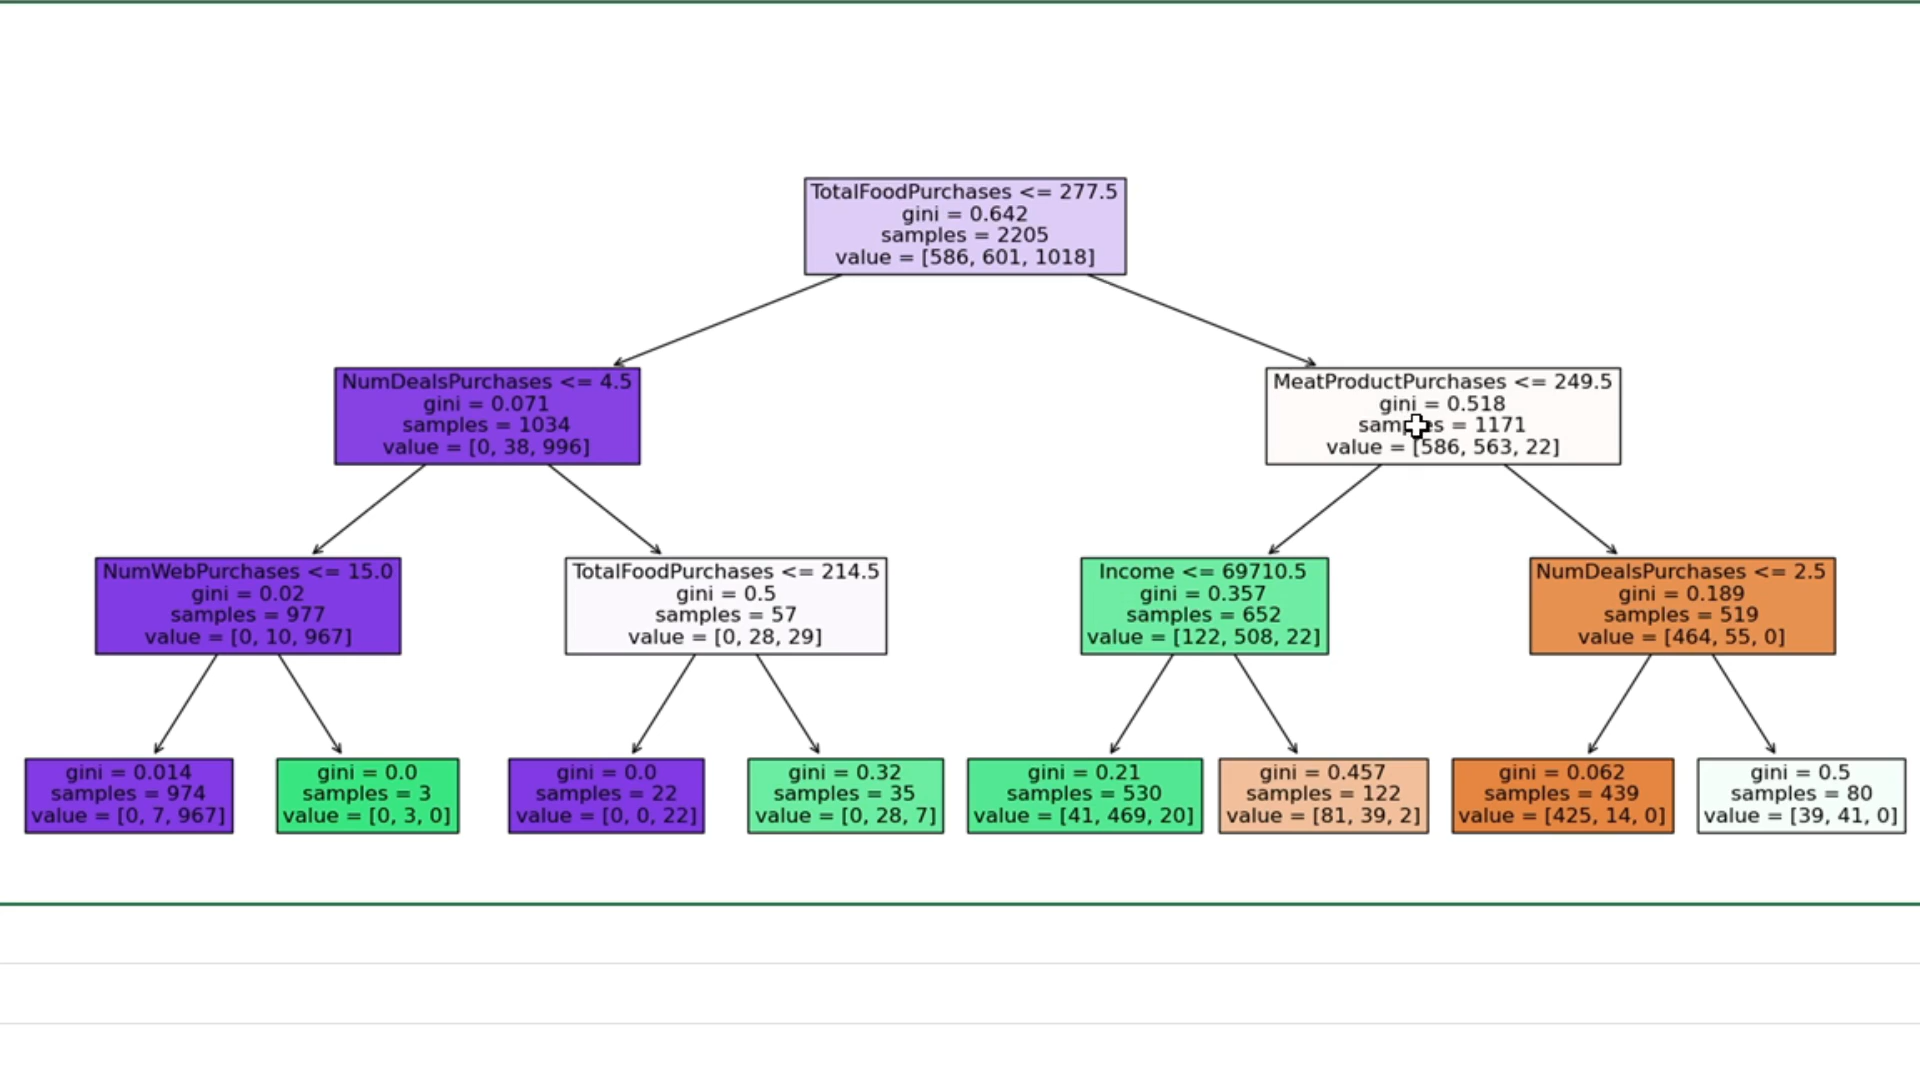 TotalFoodPurchases <= 277.5
gini = 0.642
samples = 2205
value = [586, 601, 1018]
NumDealsPurchases <= 4.5
gini = 0.071
samples = 1034
value = [0, 38, 996]
MeatProductPurchases <= 249.5
gini = 0.518
samples = 1171
value = [586, 563, 22]
NumWebPurchases <= 15.0
gini = 0.02
samples = 977
value = [0, 10, 967]
TotalFoodPurchases <= 214.5
gini = 0.5
samples = 57
value = [0, 28, 29]
Income <= 69710.5
gini = 0.357
samples = 652
value = [122, 508, 22]
NumDealsPurchases <= 2.5
gini = 0.189
samples = 519
value = [464, 55, 0]
gini = 0.014
samples = 974
value = [0, 7, 967]
gini = 0.0
samples = 3
value = [0, 3, 0]
gini = 0.0
samples = 22
value = [0, 0, 22]
gini = 0.32
samples = 35
value = [0, 28, 7]
gini = 0.21
samples = 530
value = [41, 469, 20]
gini = 0.457
samples = 122
value = [81, 39, 2]
gini = 0.062
samples = 439
value = [425, 14, 0]
gini = 0.5
samples = 80
value = [39, 41, 0]